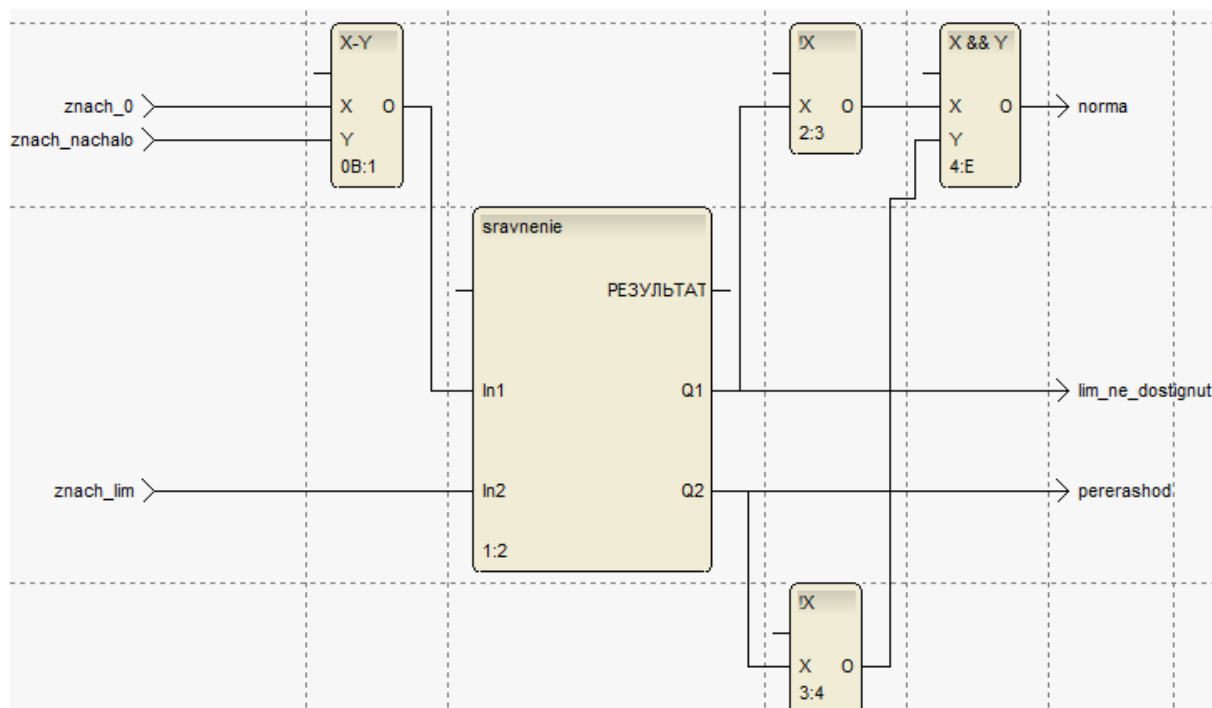 X-Y
!X
X && Y
znach_0
X O
X O
X O
norma
znach_nachalo
Y
2:3
Y
0B:1
4:E
sravnenie
РЕЗУЛЬТАТ
In1
Q1
lim_ne_dostignut
znach_lim
In2
Q2
pererashod
1:2
!X
X O
3:4